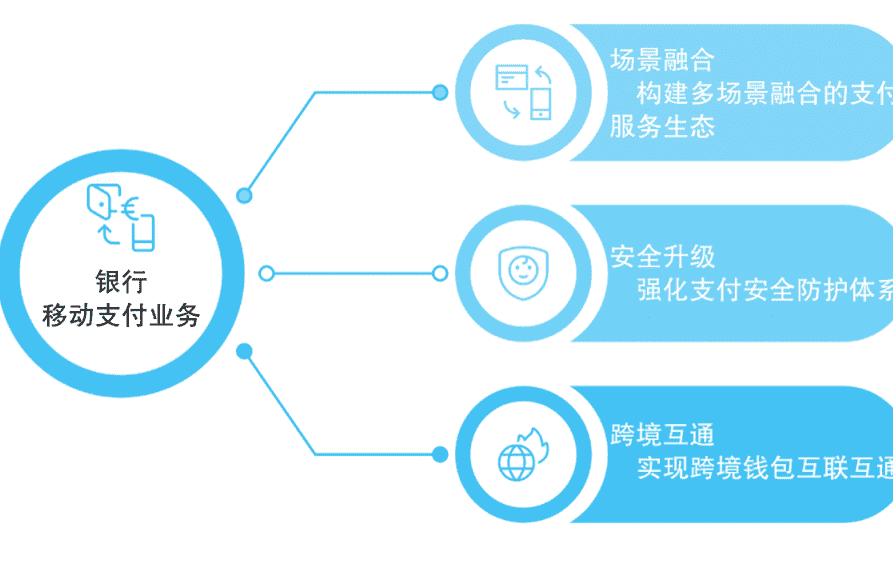 银行
移动支付业务
场景融合
构建多场景融合的支付
服务生态
安全升级
强化支付安全防护体系
跨境互通
实现跨境钱包互联互通